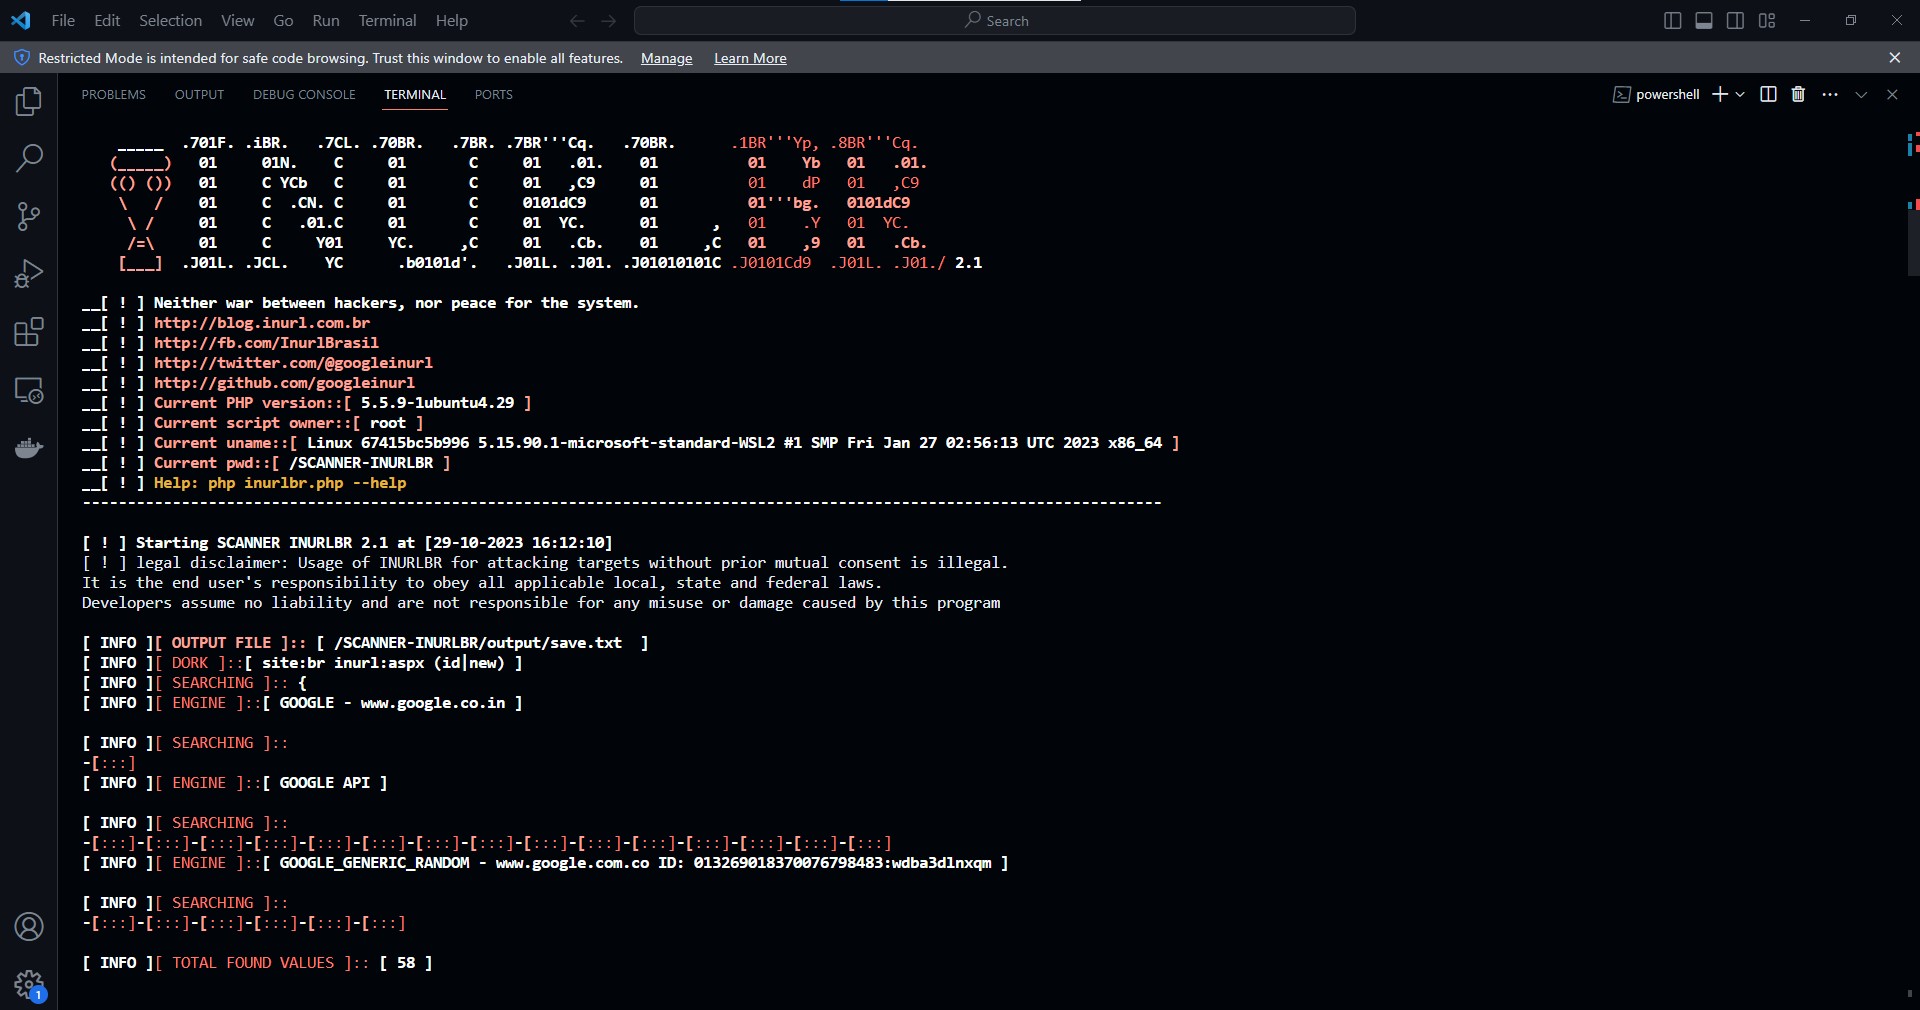 File Edit Selection View Go Run Terminal Help Search
Restricted Mode is intended for safe code browsing. Trust this window to enable all features. Manage Learn More
PROBLEMS OUTPUT DEBUG CONSOLE TERMINAL PORTS powershell
_____  .701F. .iBR.   .7CL. .70BR.   .7BR. .7BR'''Cq.   .70BR.      .1BR'''Yp, .8BR'''Cq.
(_____)   01      01N.    C     01       C     01   .01.    01          01    Yb   01   .01.
(() ())   01      C YCb   C     01       C     01   ,C9     01          01    dP   01   ,C9
\   /    01      C  .CN. C     01       C     0101dC9      01          01'''bg.   0101dC9
\ /     01      C   .01.C     01       C     01  YC.      01      ,   01    .Y   01  YC.
/=\     01      C     Y01     YC.     ,C     01   .Cb.    01     ,C   01    ,9   01   .Cb.
[___]  .J01L. .JCL.    YC      .b0101d'.   .J01L. .J01. .J01010101C .J0101Cd9  .J01L. .J01./ 2.1
__[ ! ] Neither war between hackers, nor peace for the system.
__[ ! ] http://blog.inurl.com.br
__[ ! ] http://fb.com/InurlBrasil
__[ ! ] http://twitter.com/@googleinurl
__[ ! ] http://github.com/googleinurl
__[ ! ] Current PHP version::[ 5.5.9-1ubuntu4.29 ]
__[ ! ] Current script owner::[ root ]
__[ ! ] Current uname::[ Linux 67415bc5b996 5.15.90.1-microsoft-standard-WSL2 #1 SMP Fri Jan 27 02:56:13 UTC 2023 x86_64 ]
__[ ! ] Current pwd::[ /SCANNER-INURLBR ]
__[ ! ] Help: php inurlbr.php --help
------------------------------------------------------------------------------------------------------------------------
[ ! ] Starting SCANNER INURLBR 2.1 at [29-10-2023 16:12:10]
[ ! ] legal disclaimer: Usage of INURLBR for attacking targets without prior mutual consent is illegal.
It is the end user's responsibility to obey all applicable local, state and federal laws.
Developers assume no liability and are not responsible for any misuse or damage caused by this program
[ INFO ][ OUTPUT FILE ]:: [ /SCANNER-INURLBR/output/save.txt  ]
[ INFO ][ DORK ]::[ site:br inurl:aspx (id|new) ]
[ INFO ][ SEARCHING ]:: {
[ INFO ][ ENGINE ]::[ GOOGLE - www.google.co.in ]
[ INFO ][ SEARCHING ]::
-[:::]
[ INFO ][ ENGINE ]::[ GOOGLE API ]
[ INFO ][ SEARCHING ]::
-[:::]-[:::]-[:::]-[:::]-[:::]-[:::]-[:::]-[:::]-[:::]-[:::]-[:::]-[:::]-[:::]-[:::]-[:::]
[ INFO ][ ENGINE ]::[ GOOGLE_GENERIC_RANDOM - www.google.com.co ID: 013269018370076798483:wdba3dlnxqm ]
[ INFO ][ SEARCHING ]::
-[:::]-[:::]-[:::]-[:::]-[:::]-[:::]
[ INFO ][ TOTAL FOUND VALUES ]:: [ 58 ]
1